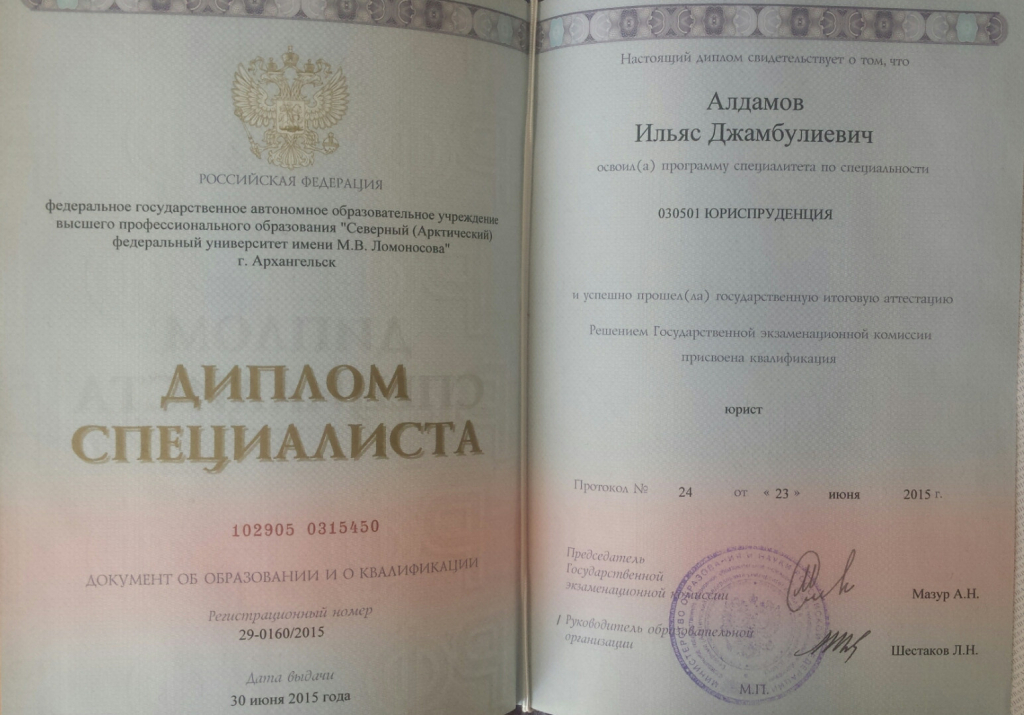 РОССИЙСКАЯ ФЕДЕРАЦИЯ
федеральное государственное автономное образовательное учреждение
высшего профессионального образования "Северный (Арктический)
федеральный университет имени М.В. Ломоносова"
г. Архангельск
ДИПЛОМ
СПЕЦИАЛИСТА
102905 0315450
ДОКУМЕНТ ОБ ОБРАЗОВАНИИ И О КВАЛИФИКАЦИИ
Регистрационный номер
29-0160/2015
Дата выдачи
30 июня 2015 года
Настоящий диплом свидетельствует о том, что
Алдамов
Ильяс Джамбулиевич
освоил(а) программу специалитета по специальности
030501 ЮРИСПРУДЕНЦИЯ
и успешно прошел(ла) государственную итоговую аттестацию
Решением Государственной экзаменационной комиссии
присвоена квалификация
юрист
Протокол № 24 от « 23 » июня 2015 г.
Председатель
Государственной
экзаменационной комиссии
Мазур А.Н.
/ Руководитель образовательной
организации
Шестаков Л.Н.
М.П.